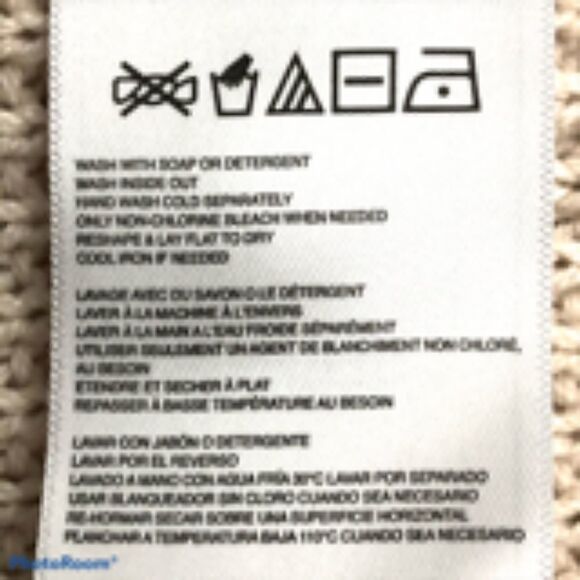 WASH WITH SOAP OR DETERGENT
WASH INSIDE OUT
HAND WASH COLD SEPARATELY
ONLY NON-CHLORINE BLEACH WHEN NEEDED
RESHAPE & LAY FLAT TO DRY
COOL IRON IF NEEDED
LAVAGE AVEC DU SAVON O LE DÉTERGENT
LAVER À LA MACHINE À L'ENVERS
LAVER À LA MAIN A L'EAU FROIDE SÉPARÉMENT
UTILISER SEULEMENT UN AGENT DE BLANCHIMENT NON CHLORÉ,
AU BESOIN
ETENDRE ET SECHER À PLAT
REPASSER À BASSE TEMPÉRATURE AU BESOIN
LAVAR CON JABÓN O DETERGENTE
LAVAR POR EL REVERSO
LAVADO A MANO CON AGUA FRÍA 30°C LAVAR POR SEPARADO
USAR BLANQUEADOR SIN CLORO CUANDO SEA NECESARIO
RE-HORMAR SECAR SOBRE UNA SUPERFICIE HORIZONTAL
PLANCHAR A TEMPERATURA BAJA 110°C CUANDO SEA NECESARIO
PhotoRoom